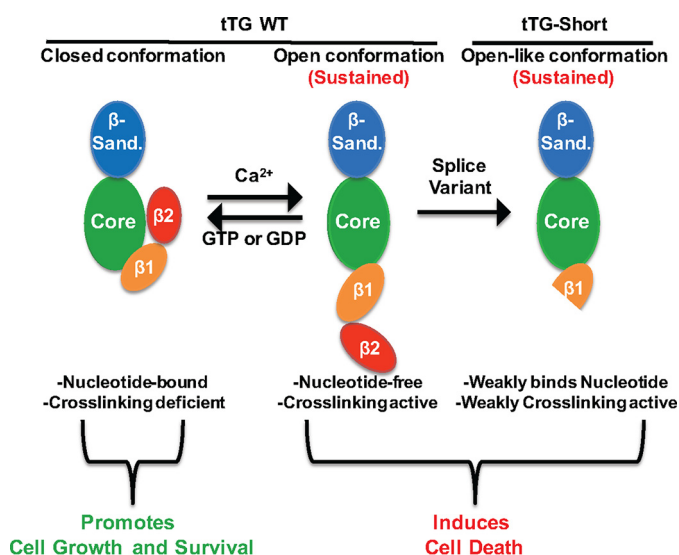 tTG WT
tTG-Short
Closed conformation
Open conformation
(Sustained)
Open-like conformation
(Sustained)
β-
Sand.
Core
β2
β1
Ca²⁺
GTP or GDP
β-
Sand.
Core
β1
β2
Splice
Variant
β-
Sand.
Core
β1
-Nucleotide-bound
-Crosslinking deficient
-Nucleotide-free
-Crosslinking active
-Weakly binds Nucleotide
-Weakly Crosslinking active
Promotes
Cell Growth and Survival
Induces
Cell Death